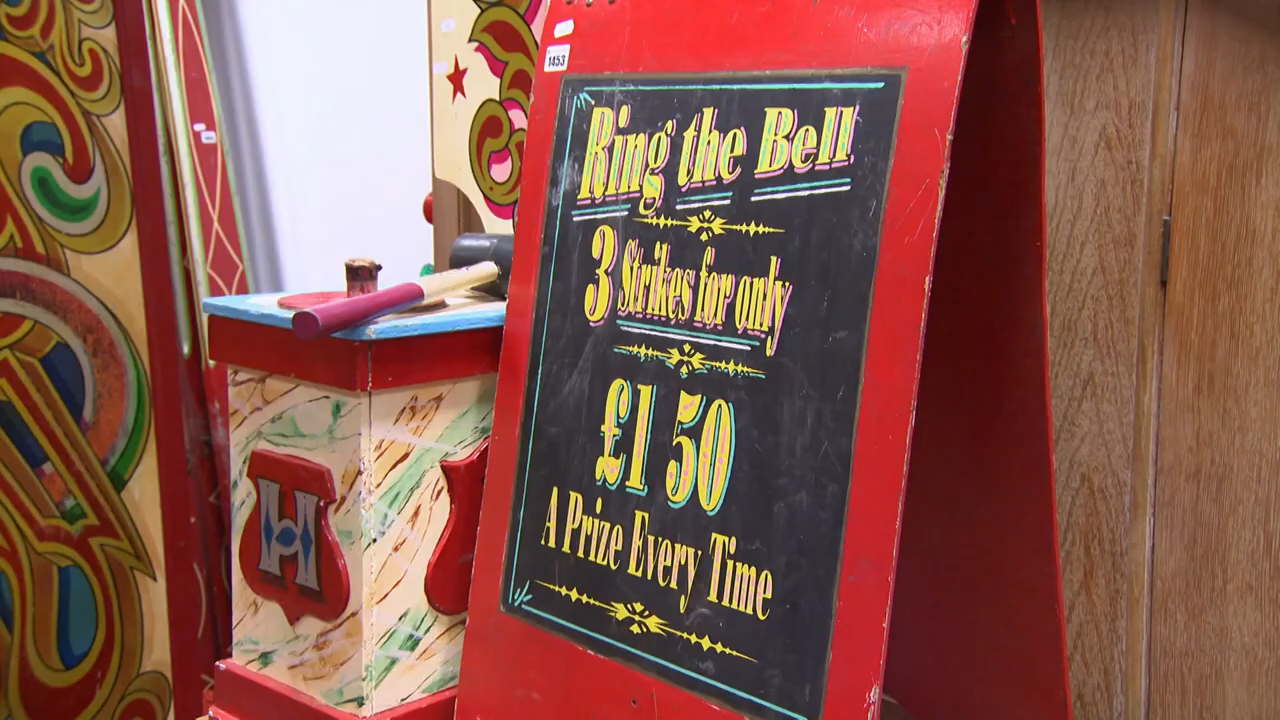 1453
Ring the Bell
3 Strikes for only
£1 50
A Prize Every Time
H